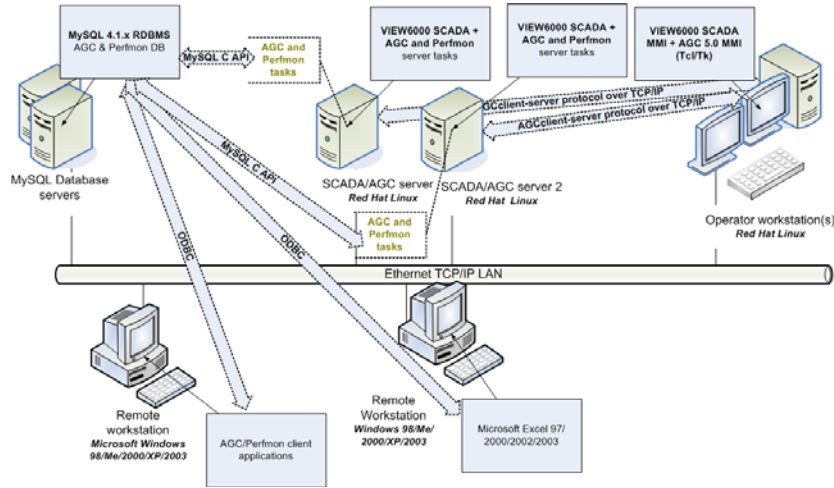 MySQL 4.1.x RDBMS
AGC & Perfmon DB
MySQL C API
AGC and
Perfmon
tasks
VIEW6000 SCADA +
AGC and Perfmon
server tasks
VIEW6000 SCADA +
AGC and Perfmon
server tasks
VIEW6000 SCADA
MMI + AGC 5.0 MMI
(Tcl/Tk)
GCclient-server protocol over TCP/IP
AGCclient-server protocol over TCP/IP
MySQL Database
servers
MySQL C API
SCADA/AGC server
Red Hat Linux
SCADA/AGC server 2
Red Hat Linux
Operator workstation(s)
Red Hat Linux
AGC and
Perfmon
tasks
ODBC
ODBC
Ethernet TCP/IP LAN
Remote
workstation
Microsoft Windows
98/Me/2000/XP/2003
AGC/Perfmon client
applications
Remote
Workstation
Windows 98/Me/
2000/XP/2003
Microsoft Excel 97/
2000/2002/2003